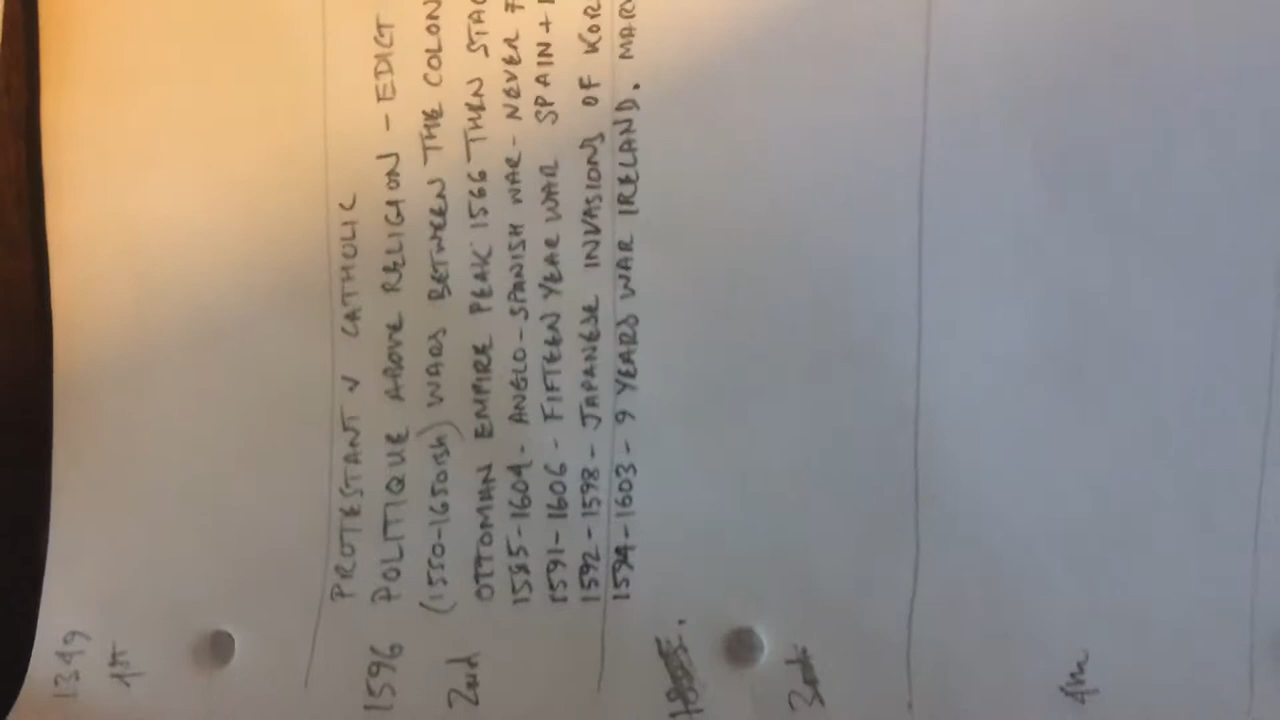 1349
1st
PROTESTANT V CATHOLIC
1596 POLITIQUE ABOVE RELIGION - EDICT
2nd (1550-1650ISH) WARS BETWEEN THE COLON
OTTOMAN EMPIRE PEAK 1566 THEN STAG
1585-1604 - ANGLO-SPANISH WAR - NEVER F
1591-1606 - FIFTEEN YEAR WAR SPAIN +
1592-1598 - JAPANESE INVASIONS OF KOR
1594-1603 - 9 YEARS WAR IRELAND. MAR
3rd
4th